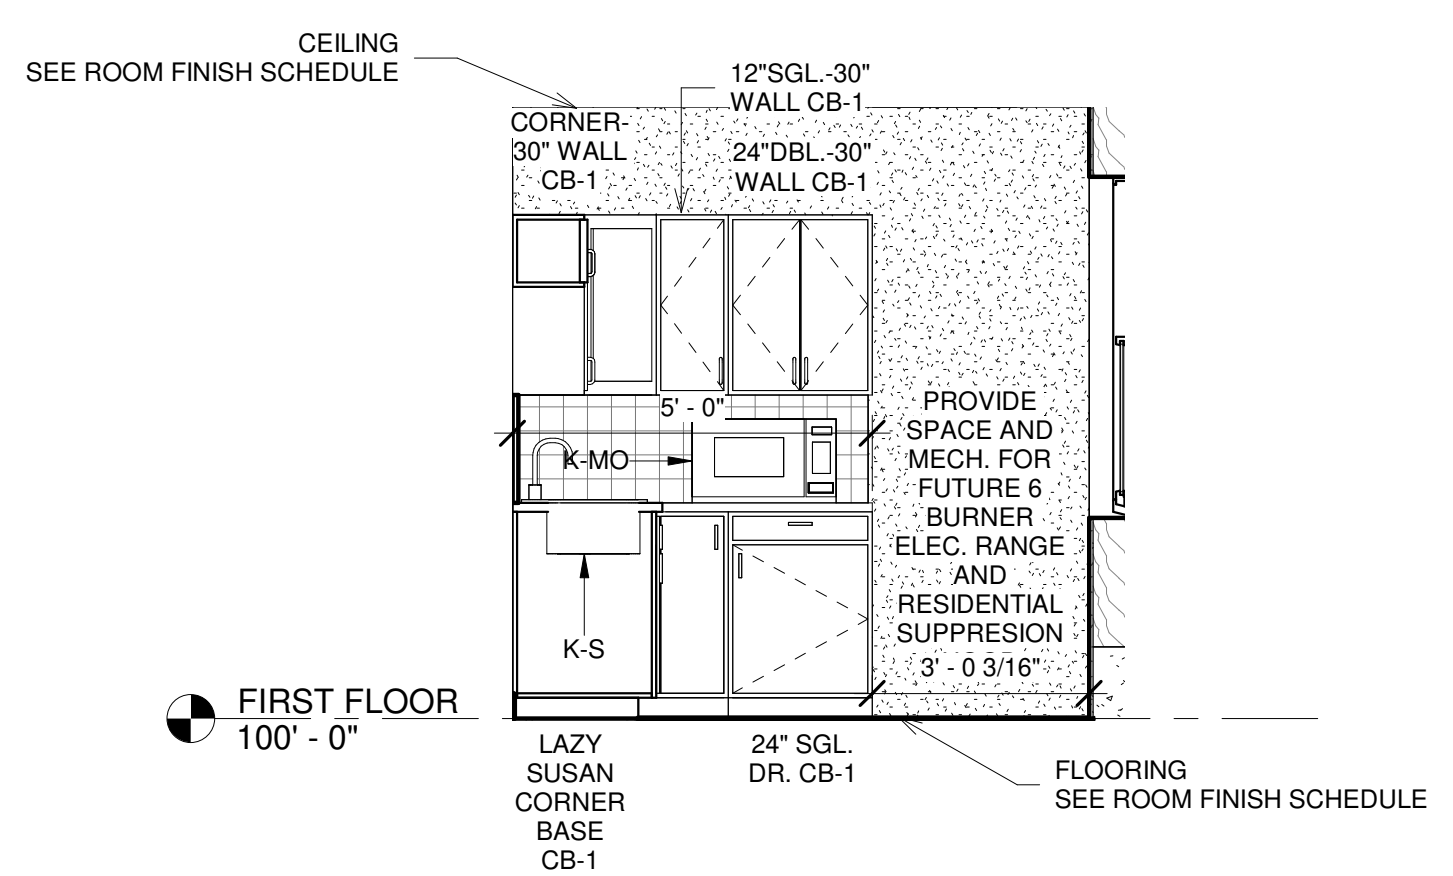 CEILING
SEE ROOM FINISH SCHEDULE
12"SGL.-30"
WALL CB-1
CORNER-
30" WALL
CB-1
24"DBL.-30"
WALL CB-1
5' - 0"
K-MO
K-S
PROVIDE
SPACE AND
MECH. FOR
FUTURE 6
BURNER
ELEC. RANGE
AND
RESIDENTIAL
SUPPRESION
3' - 0 3/16"
FIRST FLOOR
100' - 0"
LAZY
SUSAN
CORNER
BASE
CB-1
24" SGL.
DR. CB-1
FLOORING
SEE ROOM FINISH SCHEDULE